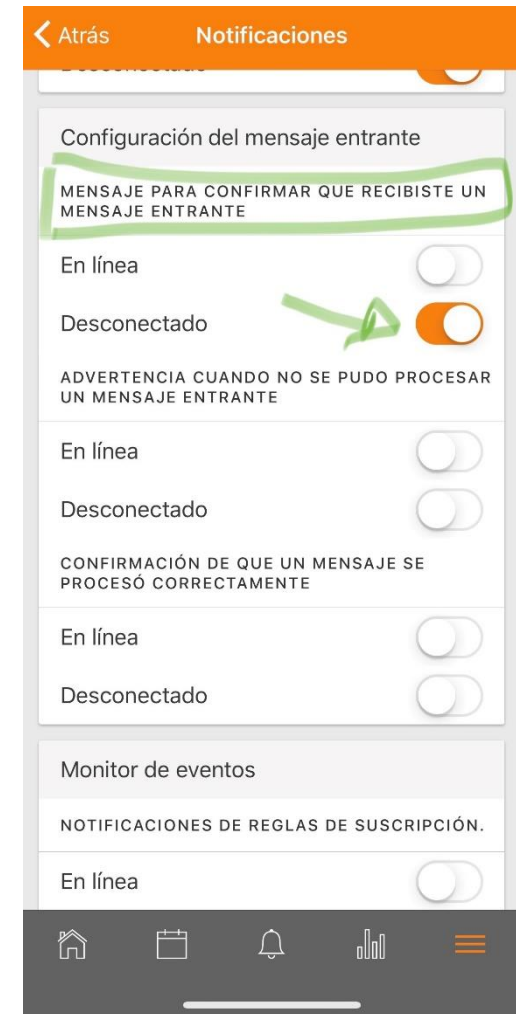 Atrás
Notificaciones
Desconectado
Configuración del mensaje entrante
MENSAJE PARA CONFIRMAR QUE RECIBISTE UN
MENSAJE ENTRANTE
En línea
Desconectado
ADVERTENCIA CUANDO NO SE PUDO PROCESAR
UN MENSAJE ENTRANTE
En línea
Desconectado
CONFIRMACIÓN DE QUE UN MENSAJE SE
PROCESÓ CORRECTAMENTE
En línea
Desconectado
Monitor de eventos
NOTIFICACIONES DE REGLAS DE SUSCRIPCIÓN.
En línea